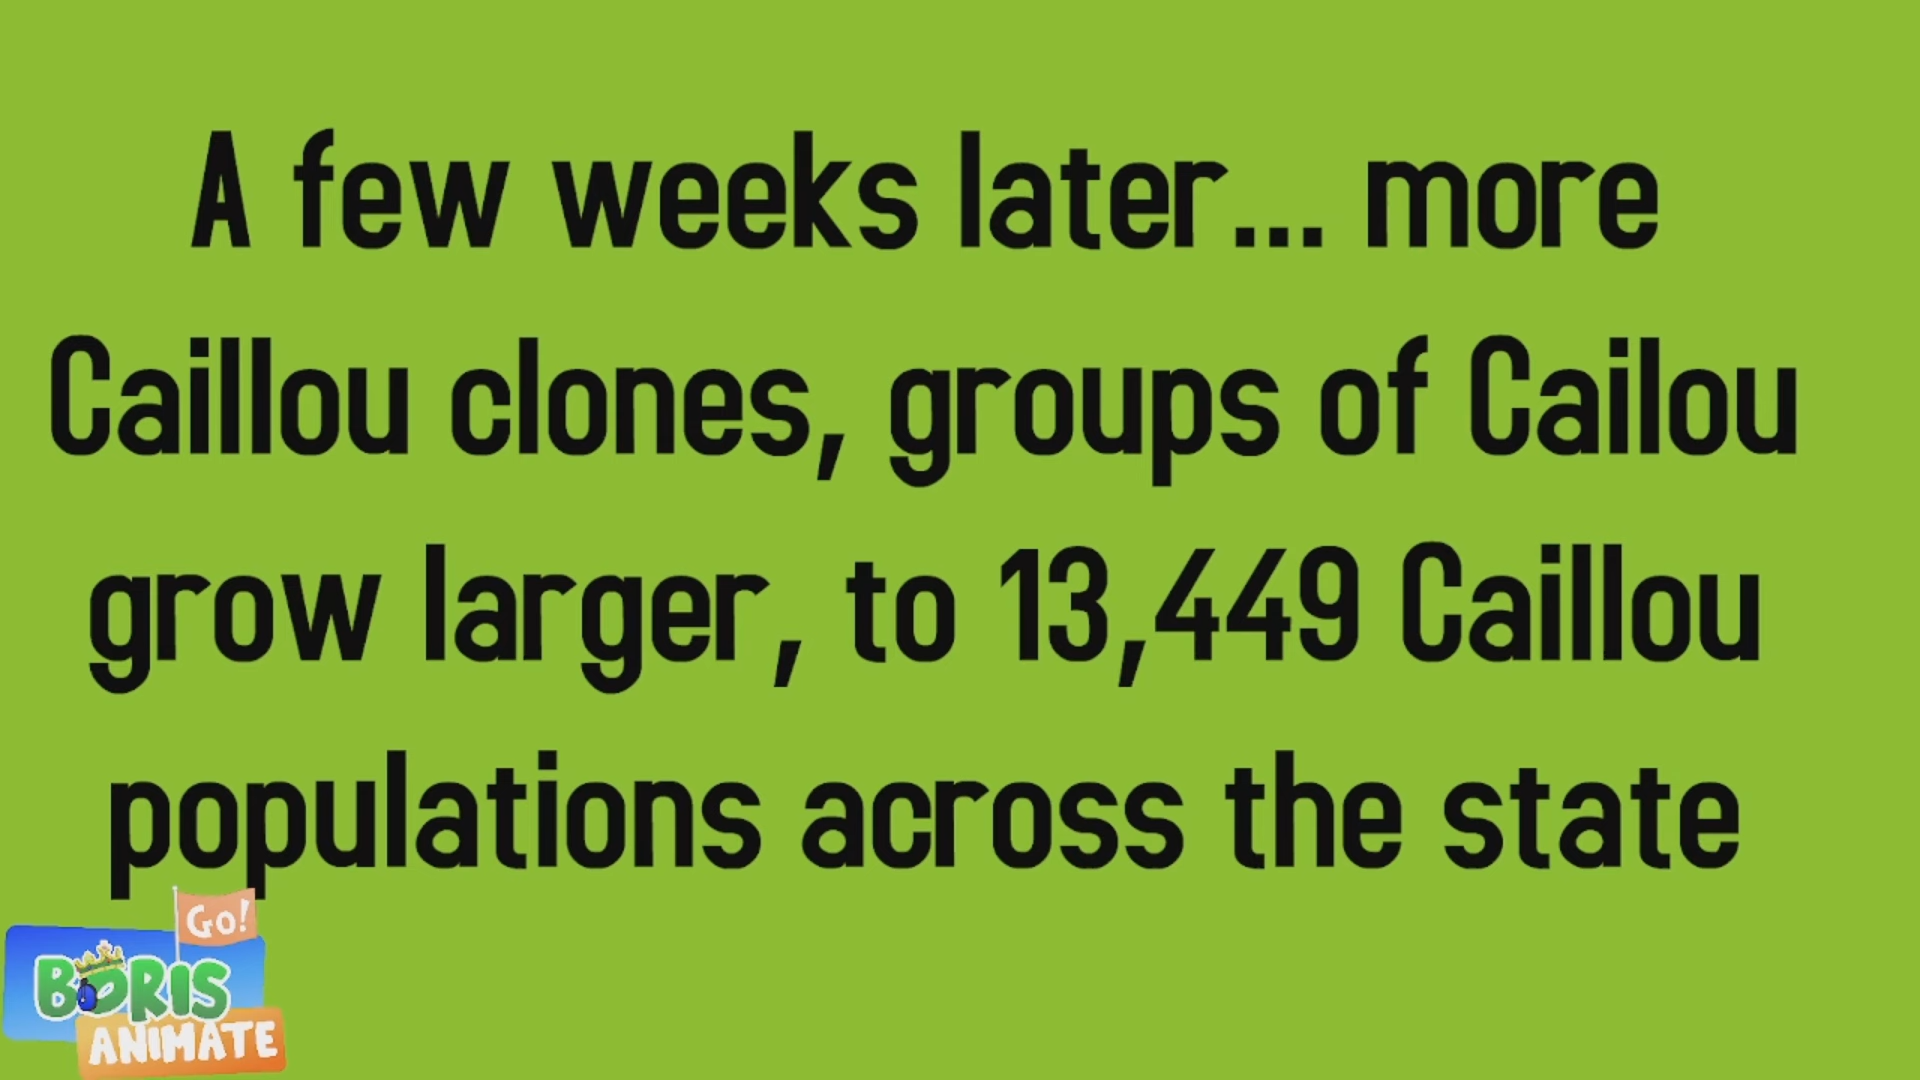 A few weeks later... more
Caillou clones, groups of Cailou
grow larger, to 13,449 Caillou
populations across the state
Go!
BORIS
ANIMATE